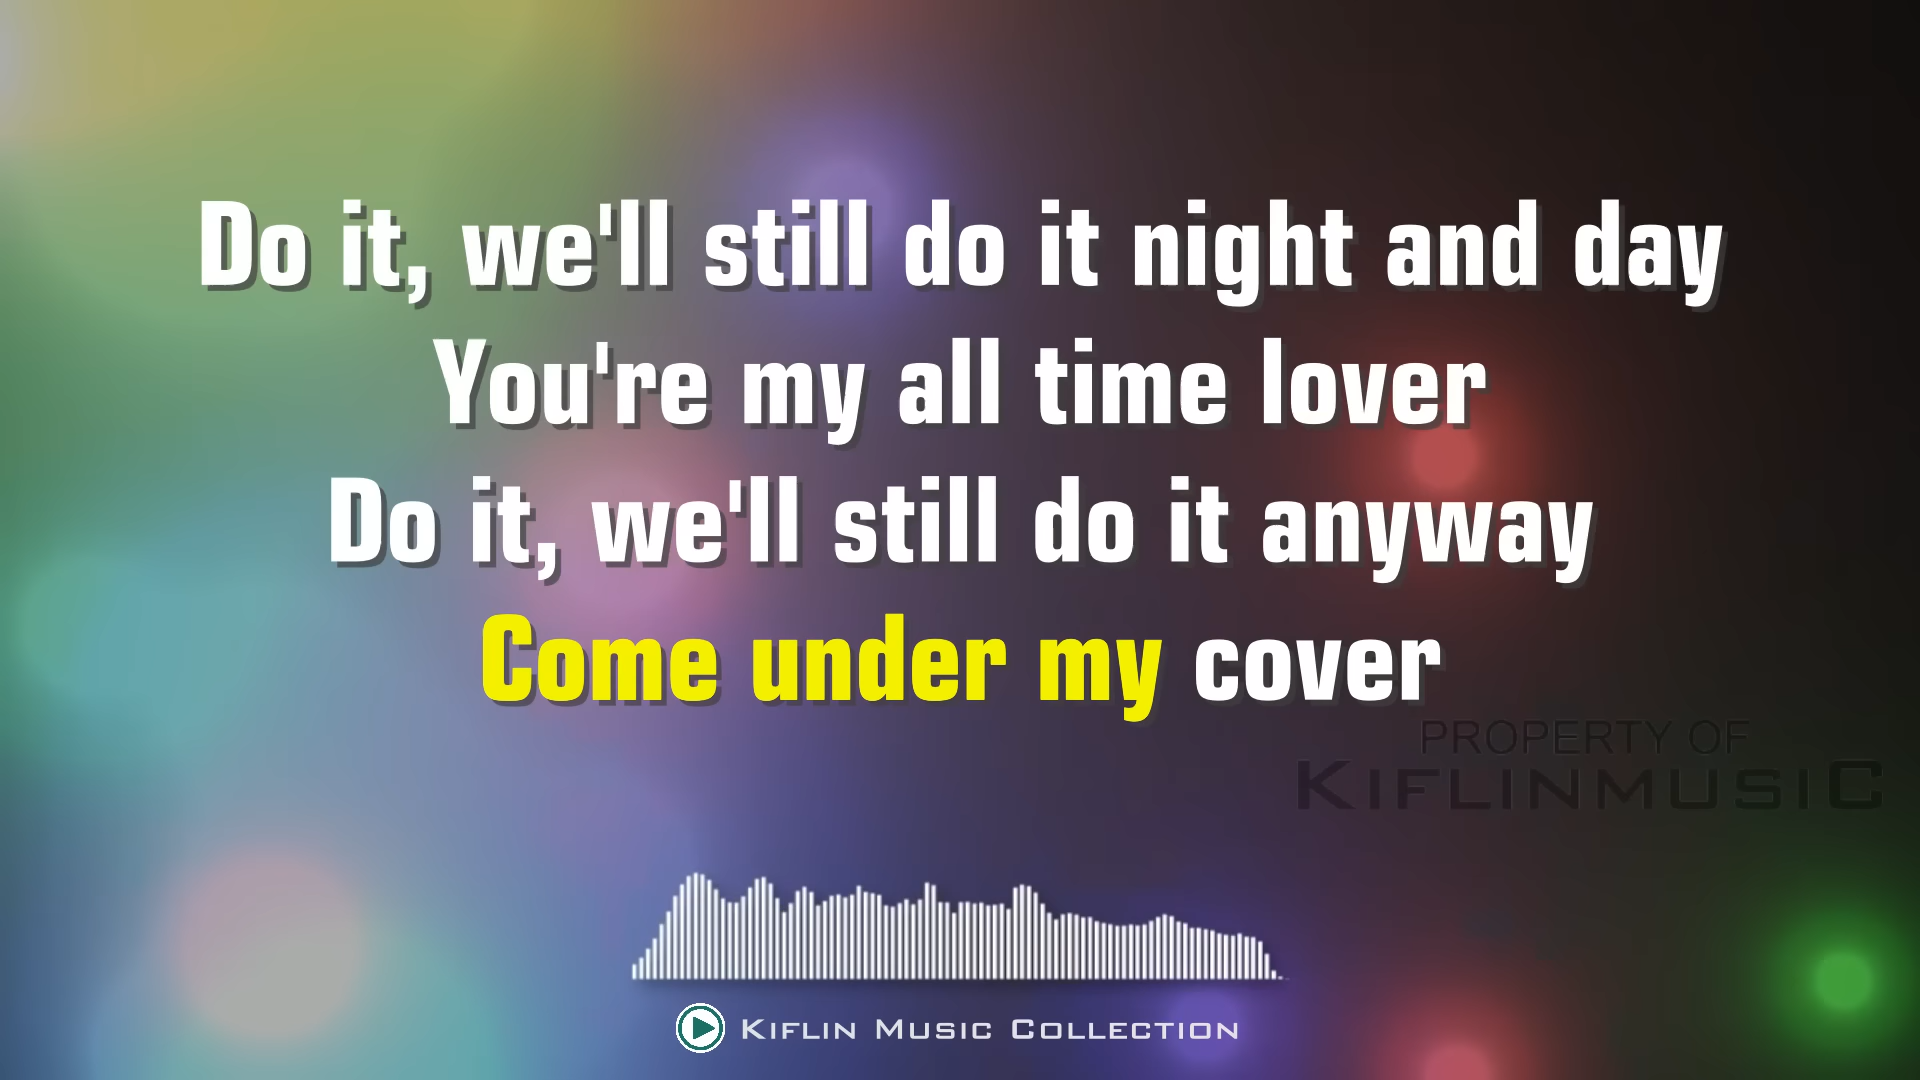 Do it, we'll still do it night and day
You're my all time lover
Do it, we'll still do it anyway
Come under my cover
PROPERTY OF
KIFLINMUSIC
KIFLIN MUSIC COLLECTION